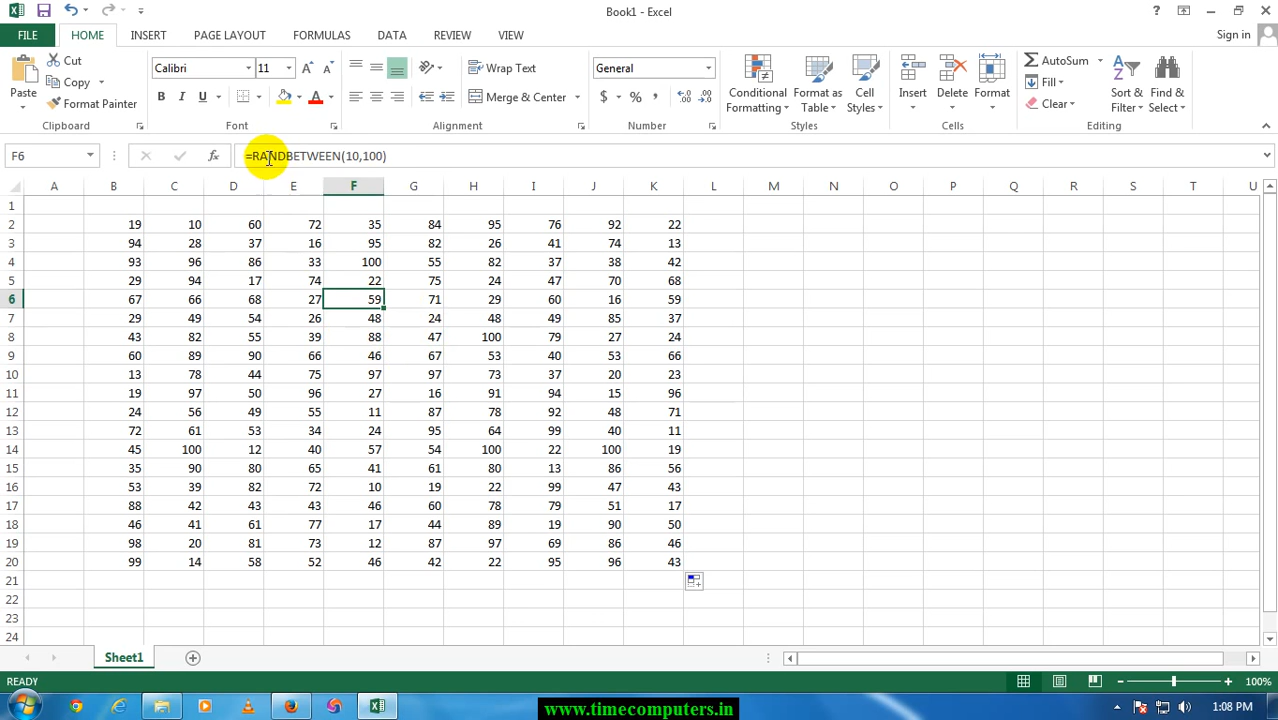 Book1 - Excel
?
FILE HOME INSERT PAGE LAYOUT FORMULAS DATA REVIEW VIEW Sign in
Paste
Cut
Copy
Format Painter
Clipboard
Calibri 11
B I U
Font
Wrap Text
Merge & Center
Alignment
General
$ % ,
Number
Conditional Formatting
Format as Table
Cell Styles
Styles
Insert Delete Format
Cells
AutoSum
Fill
Clear
Sort & Filter
Find & Select
Editing
F6 fx =RANDBETWEEN(10,100)
A B C D E F G H I J K L M N O P Q R S T U
1
2 19 10 60 72 35 84 95 76 92 22
3 94 28 37 16 95 82 26 41 74 13
4 93 96 86 33 100 55 82 37 38 42
5 29 94 17 74 22 75 24 47 70 68
6 67 66 68 27 59 71 29 60 16 59
7 29 49 54 26 48 24 48 49 85 37
8 43 82 55 39 88 47 100 79 27 24
9 60 89 90 66 46 67 53 40 53 66
10 13 78 44 75 97 97 73 37 20 23
11 19 97 50 96 27 16 91 94 15 96
12 24 56 49 55 11 87 78 92 48 71
13 72 61 53 34 24 95 64 99 40 11
14 45 100 12 40 57 54 100 22 100 19
15 35 90 80 65 41 61 80 13 86 56
16 53 39 82 72 10 19 22 99 47 43
17 88 42 43 43 46 60 78 79 51 17
18 46 41 61 77 17 44 89 19 90 50
19 98 20 81 73 12 87 97 69 86 46
20 99 14 58 52 46 42 22 95 96 43
21
22
23
24
Sheet1
READY 100%
www.timecomputers.in
1:08 PM